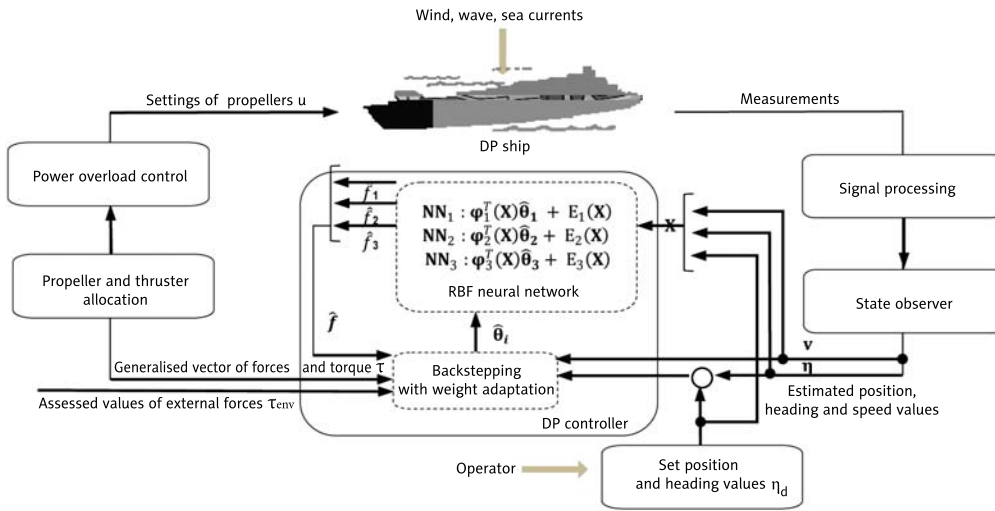 Wind, wave, sea currents
Settings of propellers u
Measurements
DP ship
Power overload control
Signal processing
f̂₁
f̂₂
f̂₃
NN₁ : φ₁ᵀ(X)θ̂₁ + E₁(X)
NN₂ : φ₂ᵀ(X)θ̂₂ + E₂(X)
NN₃ : φ₃ᵀ(X)θ̂₃ + E₃(X)
RBF neural network
X
Propeller and thruster
allocation
State observer
f̂
θ̂ᵢ
v
η
Generalised vector of forces and torque τ
Backstepping
with weight adaptation
Estimated position,
heading and speed values
Assessed values of external forces τenv
DP controller
Operator
Set position
and heading values ηd